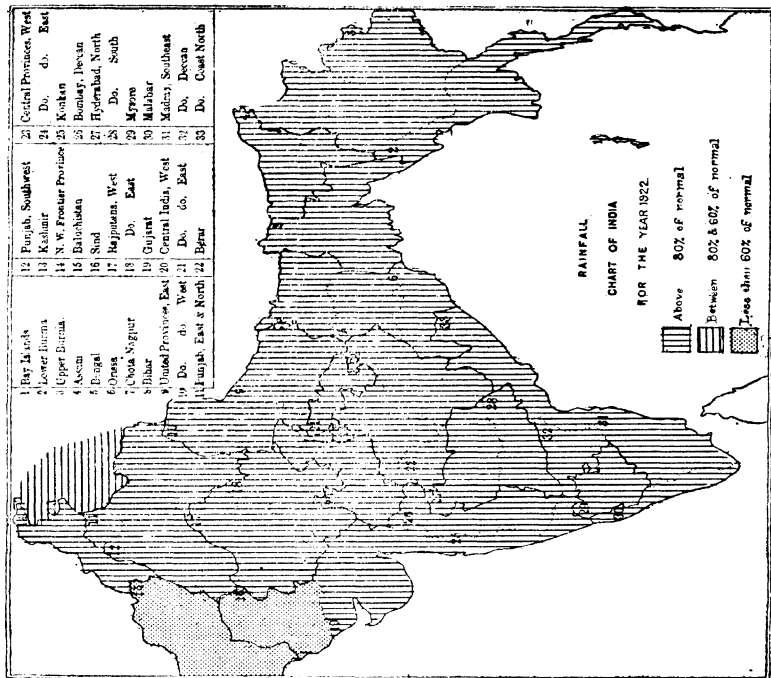 1 Bay Islands
2 Lower Burma
3 Upper Burma
4 Assam
5 Bengal
6 Orissa
7 Chota Nagpur
8 Bihar
9 United Provinces, East
10 Do. do. West
11 Punjab, East & North
12 Punjab, Southwest
13 Kashmir
14 N. W. Frontier Province
15 Baluchistan
16 Sind
17 Rajputana, West
18 Do. East
19 Gujarat
20 Central India, West
21 Do. do. East
22 Berar
23 Central Provinces, West
24 Do. do. East
25 Konkan
26 Bombay, Deccan
27 Hyderabad, North
28 Do. South
29 Mysore
30 Malabar
31 Madras, Southeast
32 Do. Deccan
33 Do. Coast North
RAINFALL
CHART OF INDIA
FOR THE YEAR 1922.
Above 80% of normal
Between 80% & 60% of normal
Less than 60% of normal